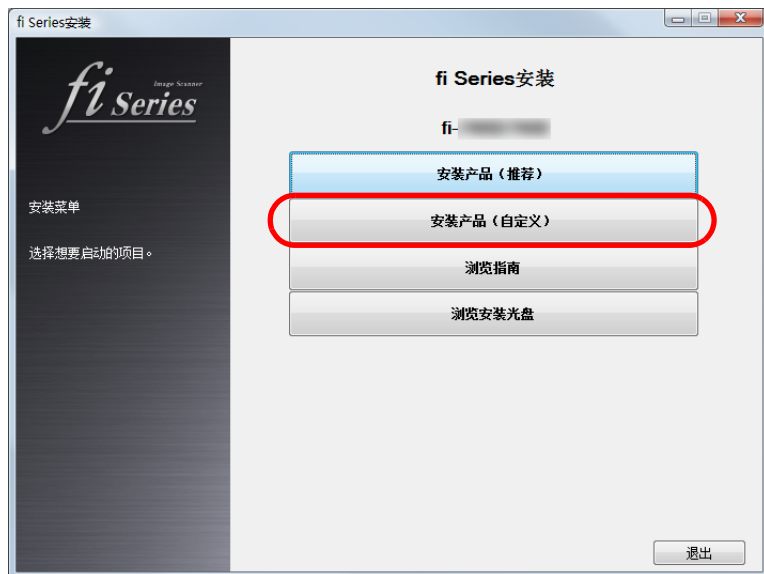 fi Series安装
Image Scanner
fi Series
安装菜单
选择想要启动的项目。
fi Series安装
fi-
安装产品（推荐）
安装产品（自定义）
浏览指南
浏览安装光盘
退出